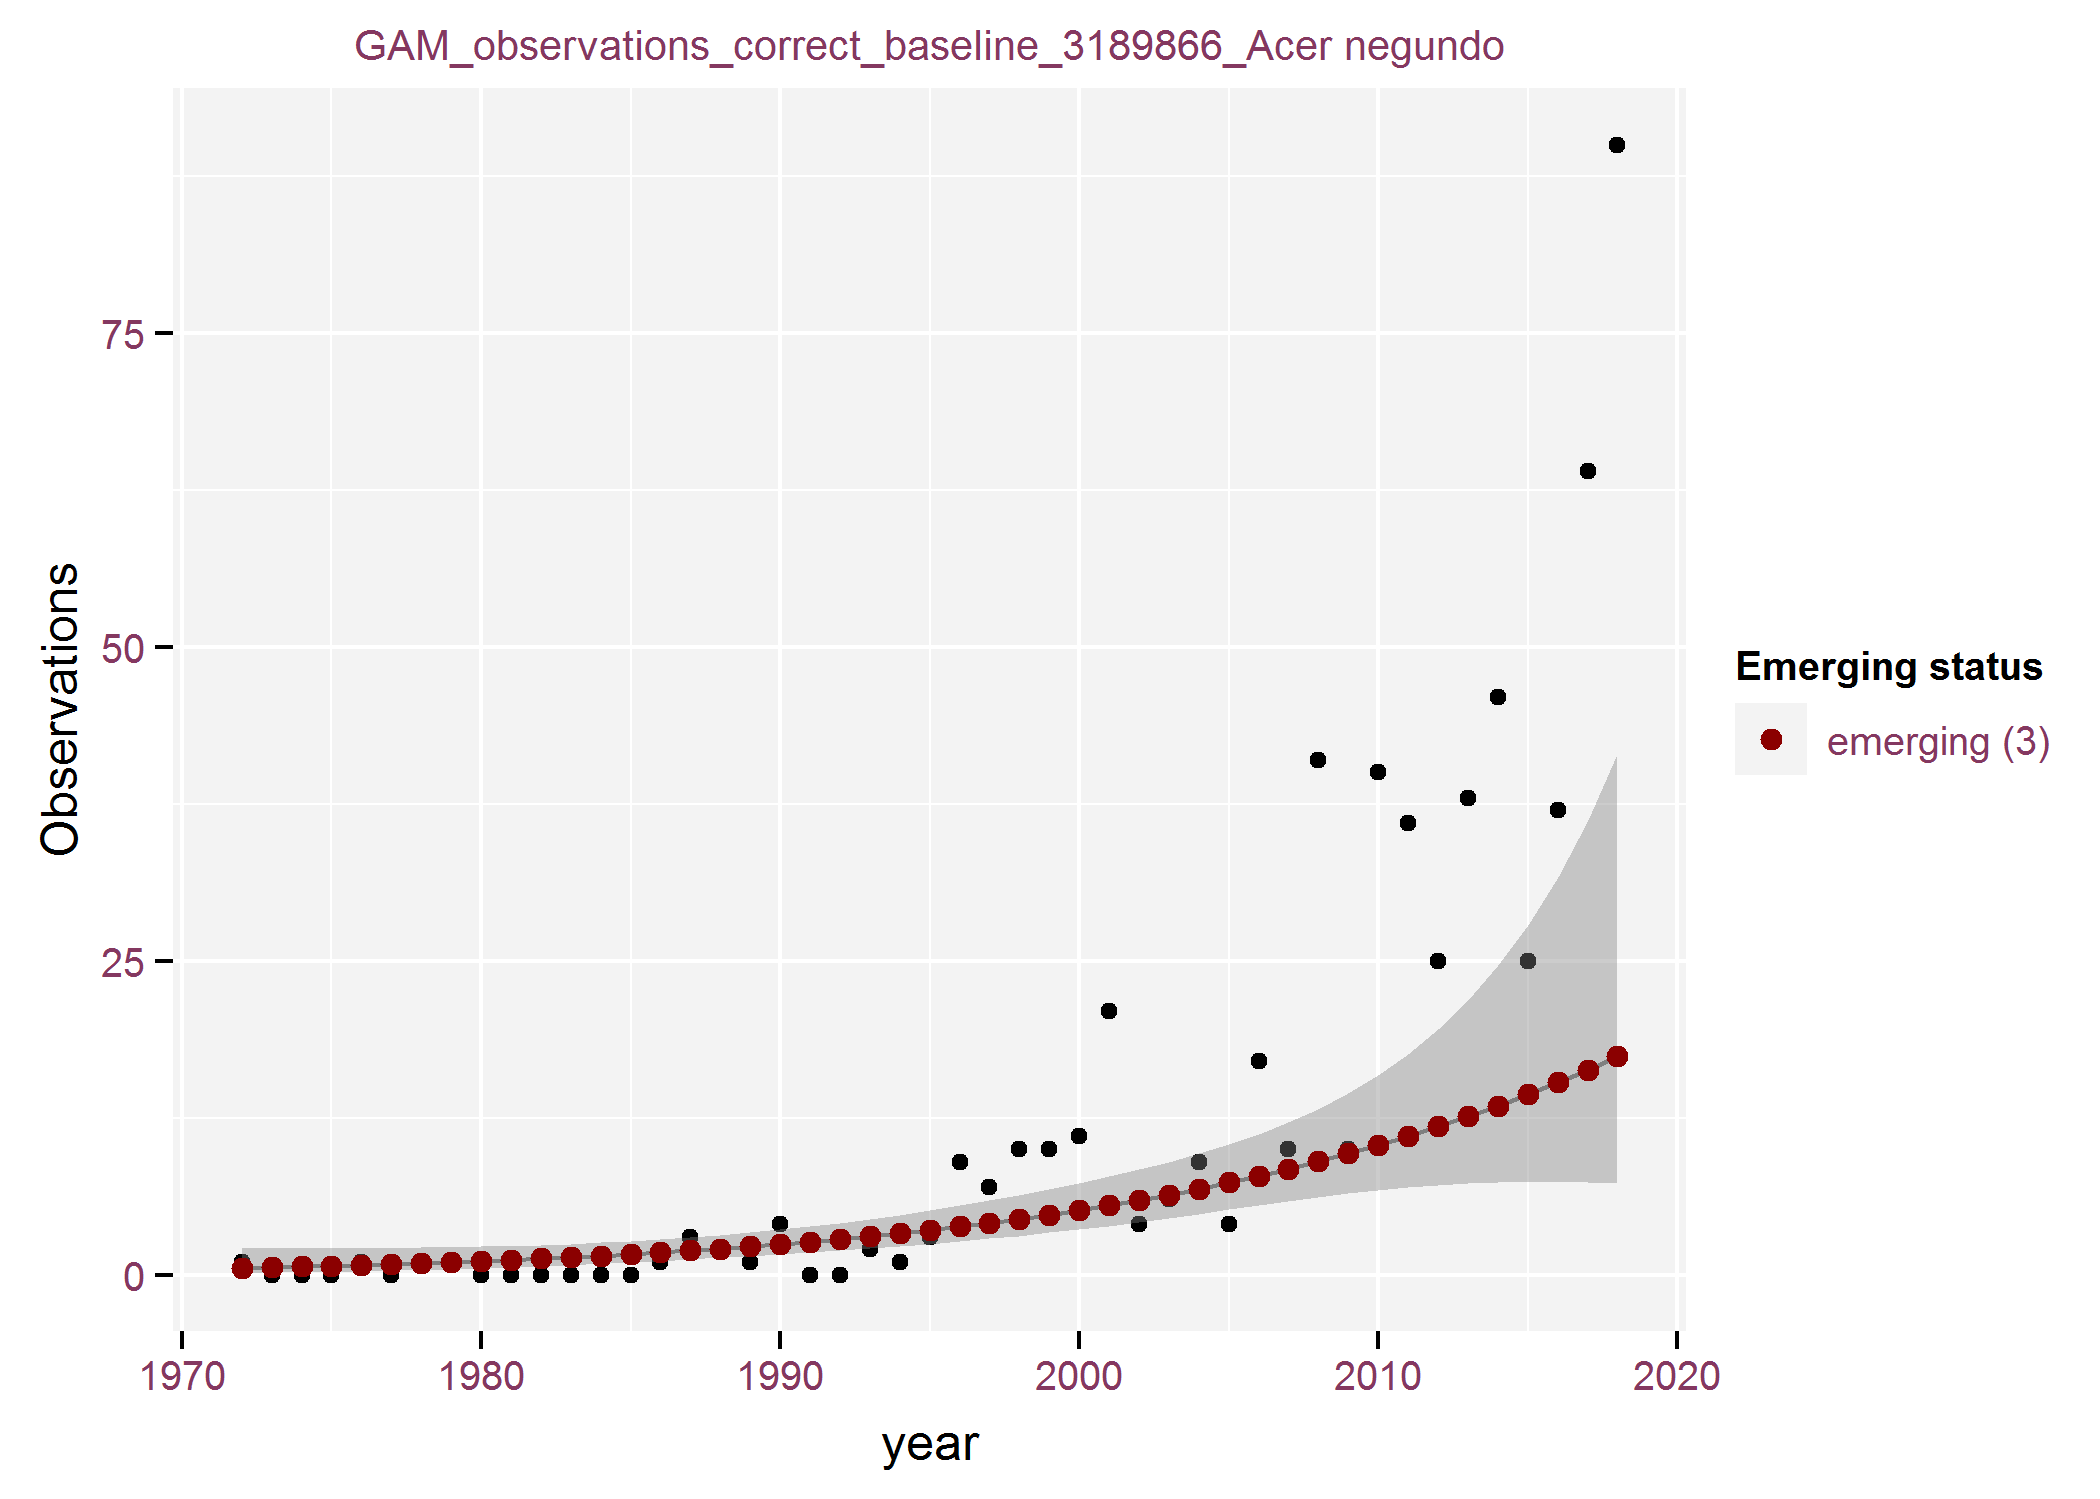 GAM_observations_correct_baseline_3189866_Acer negundo
Observations
75
50
25
0
1970 1980 1990 2000 2010 2020
year
Emerging status
emerging (3)